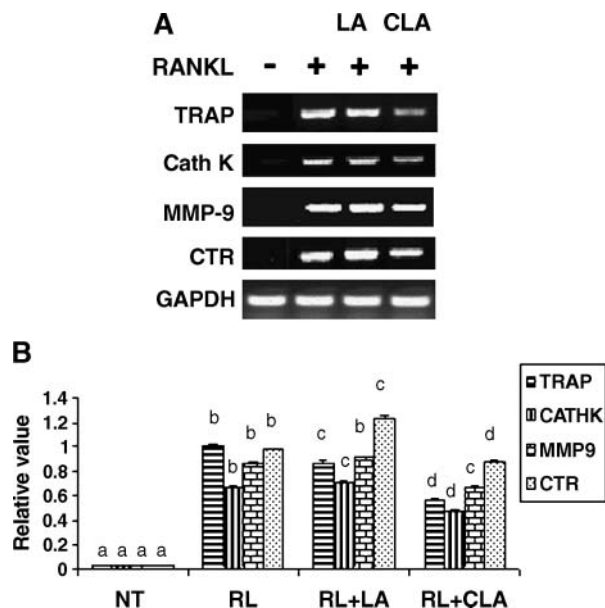 A
LA CLA
RANKL - + + +
TRAP
Cath K
MMP-9
CTR
GAPDH
B
Relative value
1.4
1.2
1
0.8
0.6
0.4
0.2
0
a a a a
b b b b
c c b c
d d c d
NT RL RL+LA RL+CLA
TRAP
CATHK
MMP9
CTR